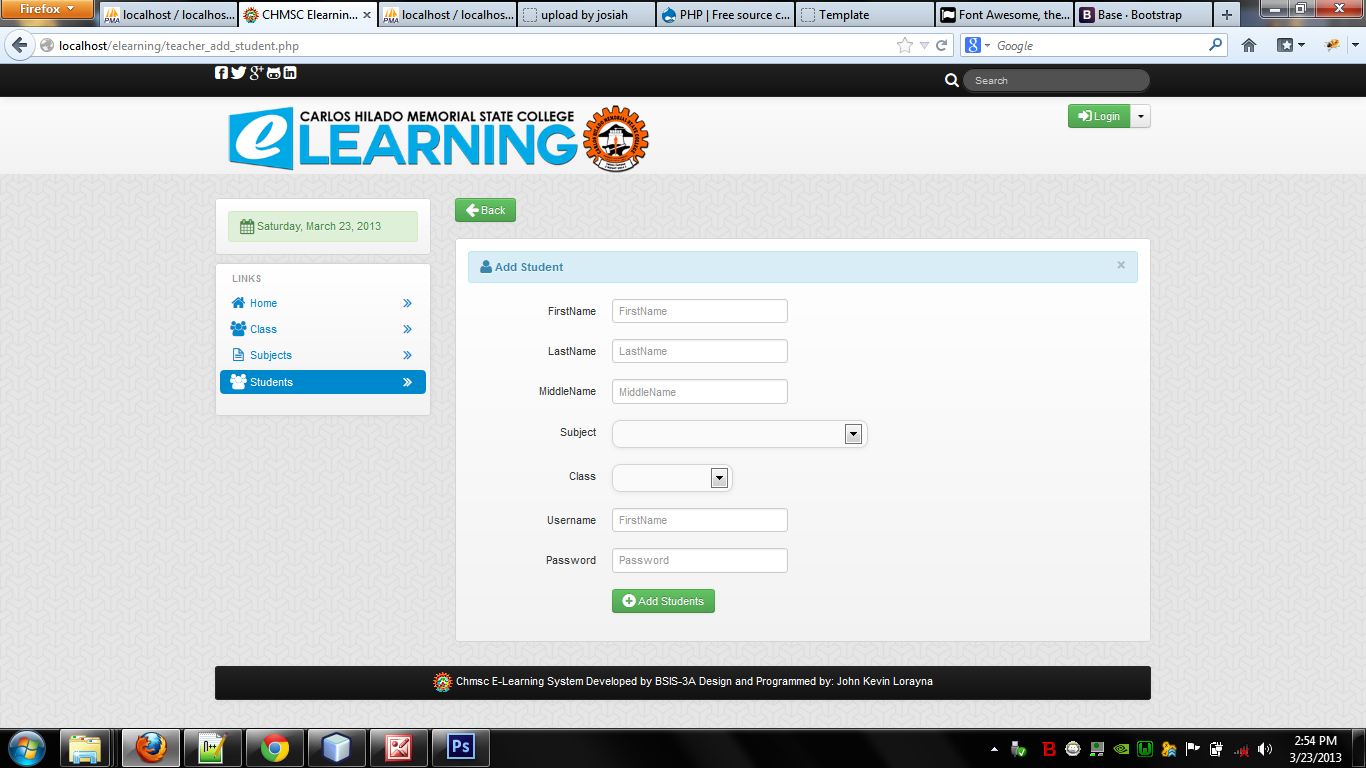 Firefox
localhost / localhos...
CHMSC Elearnin...
localhost / localhos...
upload by josiah
PHP | Free source c...
Template
Font Awesome, the...
Base · Bootstrap
localhost/elearning/teacher_add_student.php
Google
Search
CARLOS HILADO MEMORIAL STATE COLLEGE
eLEARNING
Login
Saturday, March 23, 2013
Back
LINKS
Home
Class
Subjects
Students
Add Student
FirstName FirstName
LastName LastName
MiddleName MiddleName
Subject
Class
Username FirstName
Password Password
Add Students
Chmsc E-Learning System Developed by BSIS-3A Design and Programmed by: John Kevin Lorayna
2:54 PM
3/23/2013